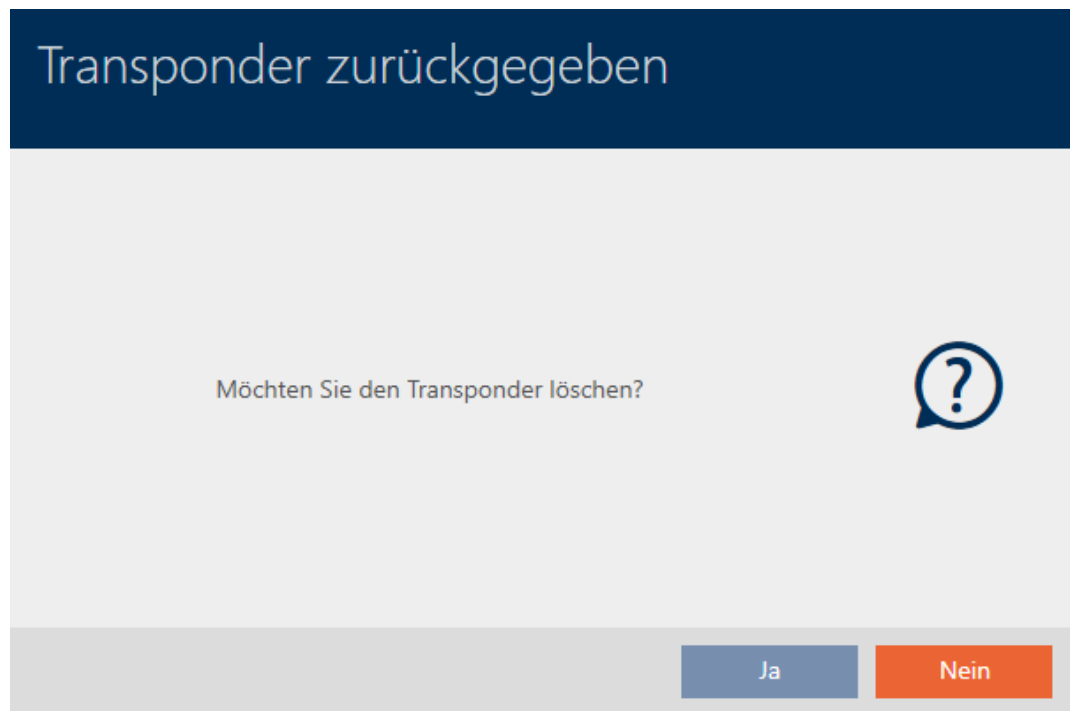 Transponder zurückgegeben
Möchten Sie den Transponder löschen?
?
Ja
Nein